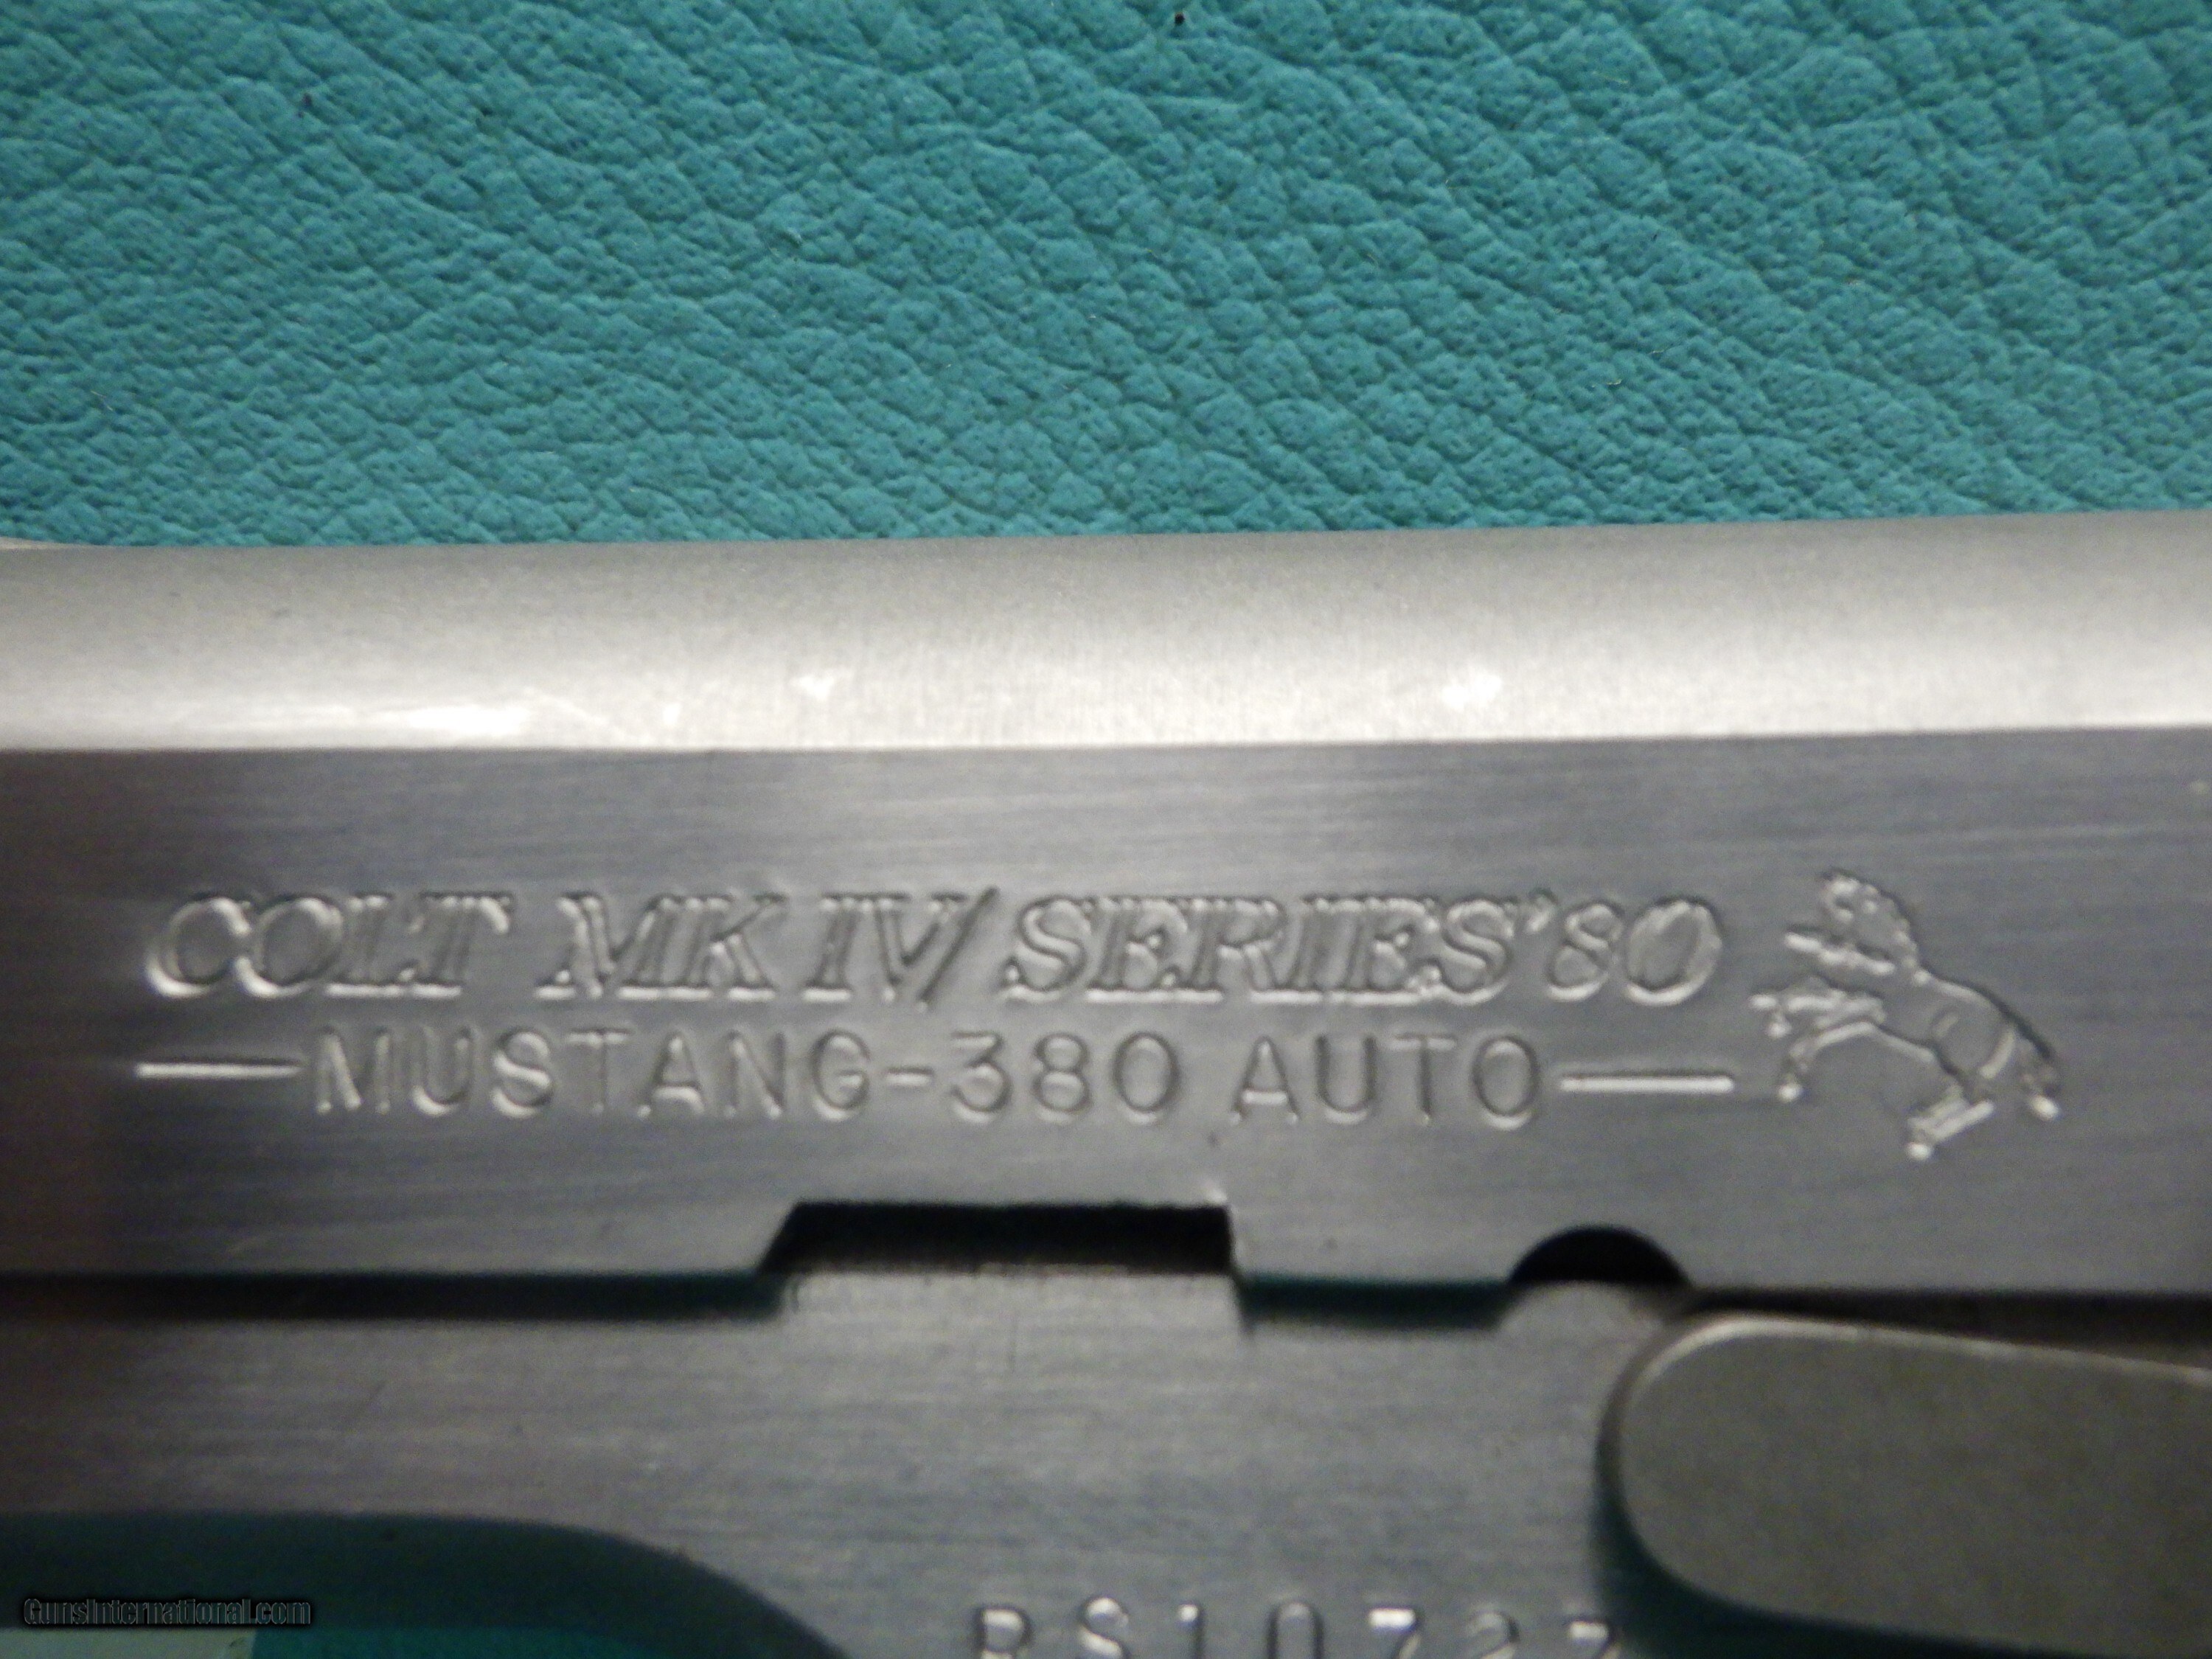 COLT MK IV/ SERIES'80
—MUSTANG-380 AUTO—
GunsInternational.com